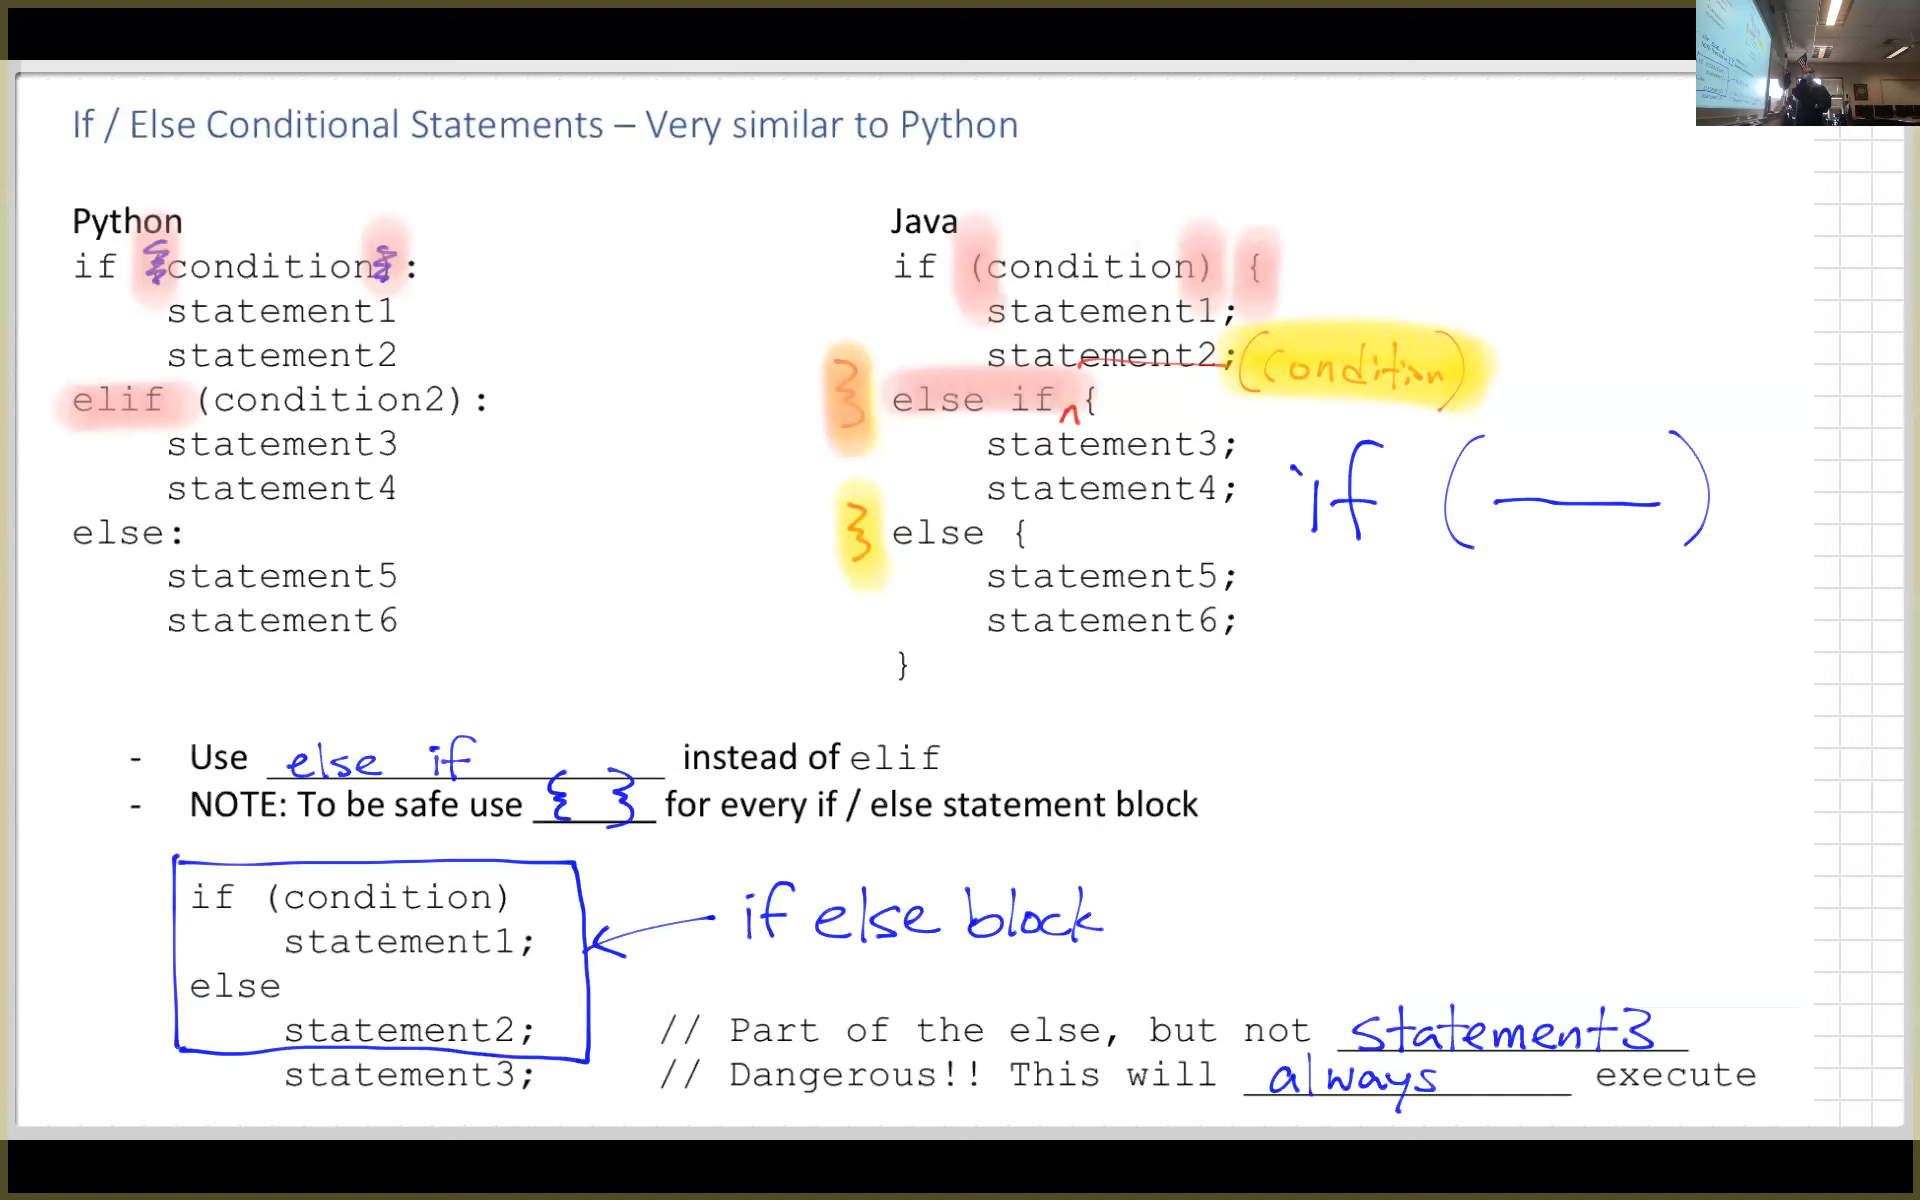 If / Else Conditional Statements – Very similar to Python
Python
if condition :
statement1
statement2
elif (condition2):
statement3
statement4
else:
statement5
statement6
Java
if (condition) {
statement1;
statement2; (condition)
} else if ^ {
statement3;
statement4;
if ( — )
} else {
statement5;
statement6;
}
- Use else if instead of elif
- NOTE: To be safe use { } for every if / else statement block
if (condition)
statement1;
if else block
else
statement2; // Part of the else, but not statement3
statement3; // Dangerous!! This will always execute